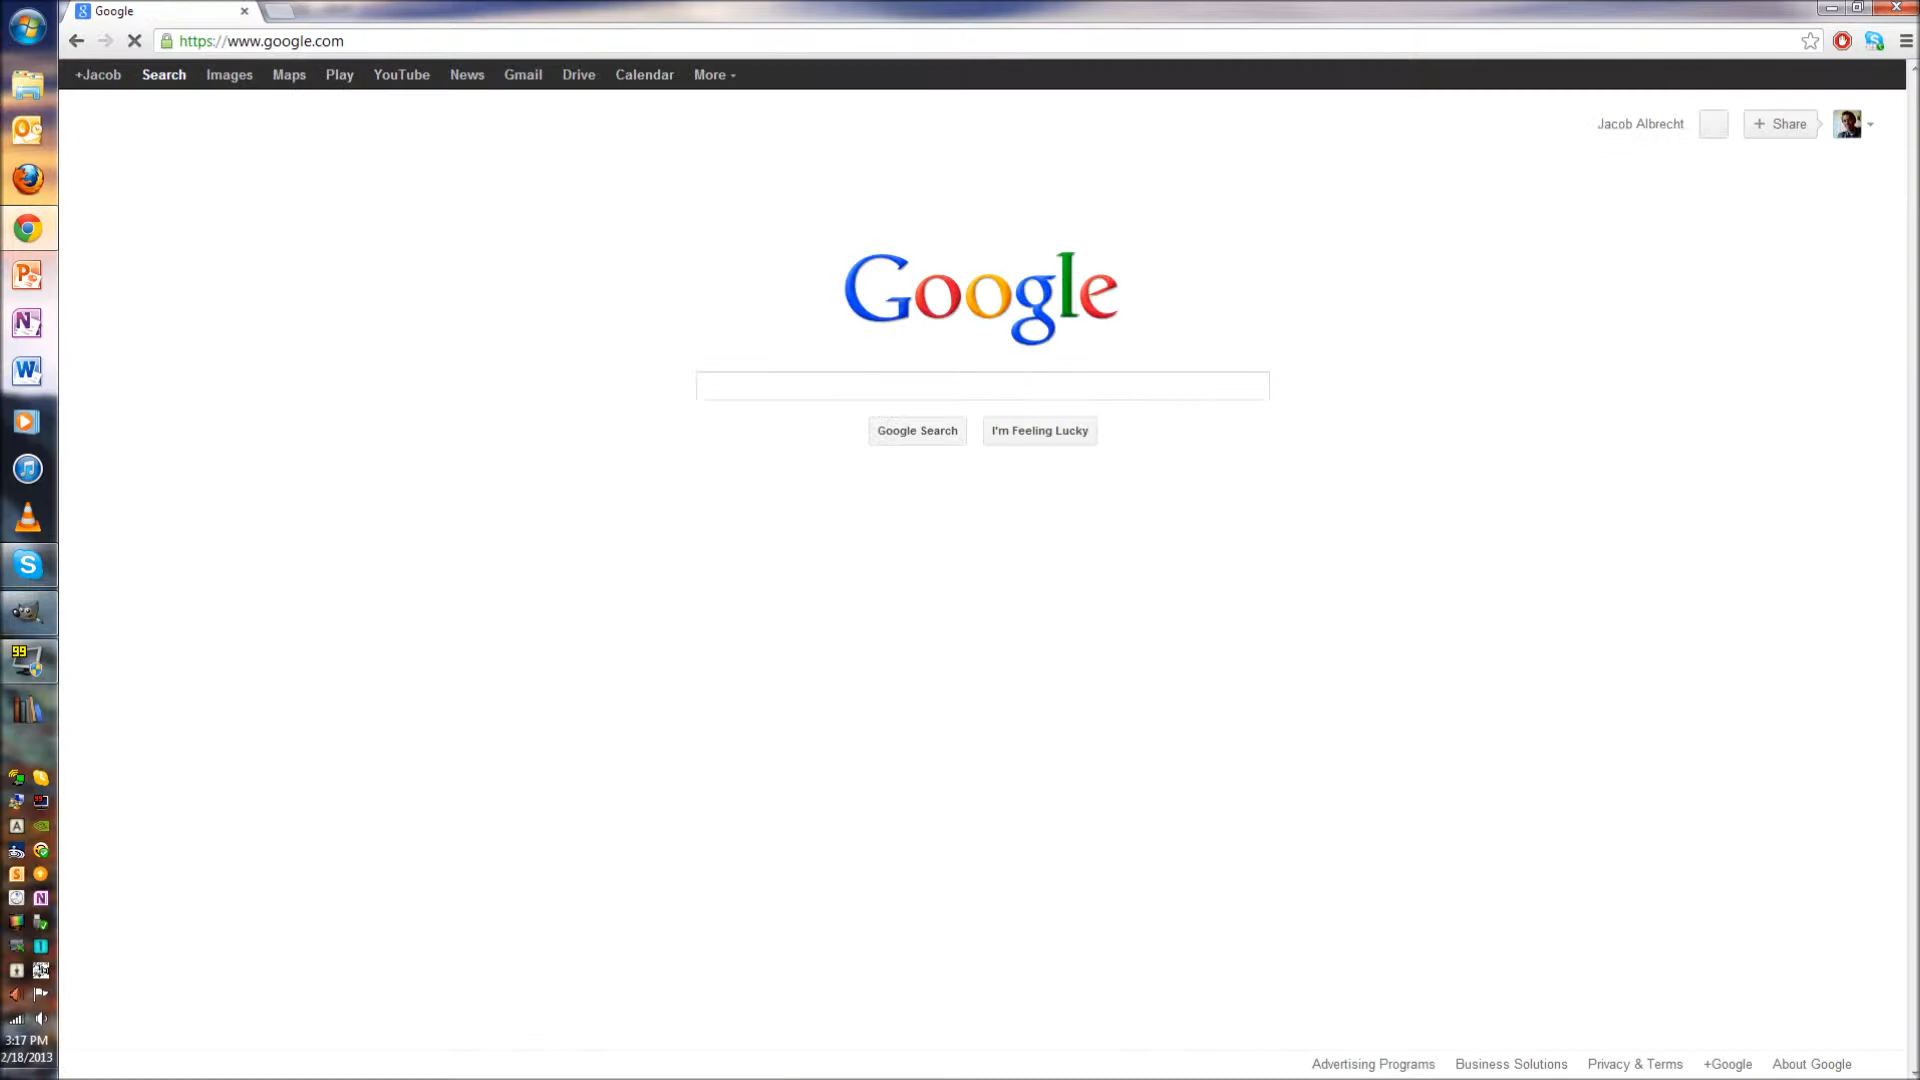 Google
https://www.google.com
+Jacob Search Images Maps Play YouTube News Gmail Drive Calendar More
Jacob Albrecht + Share
Google
Google Search I'm Feeling Lucky
99
3:17 PM
2/18/2013
Advertising Programs Business Solutions Privacy & Terms +Google About Google